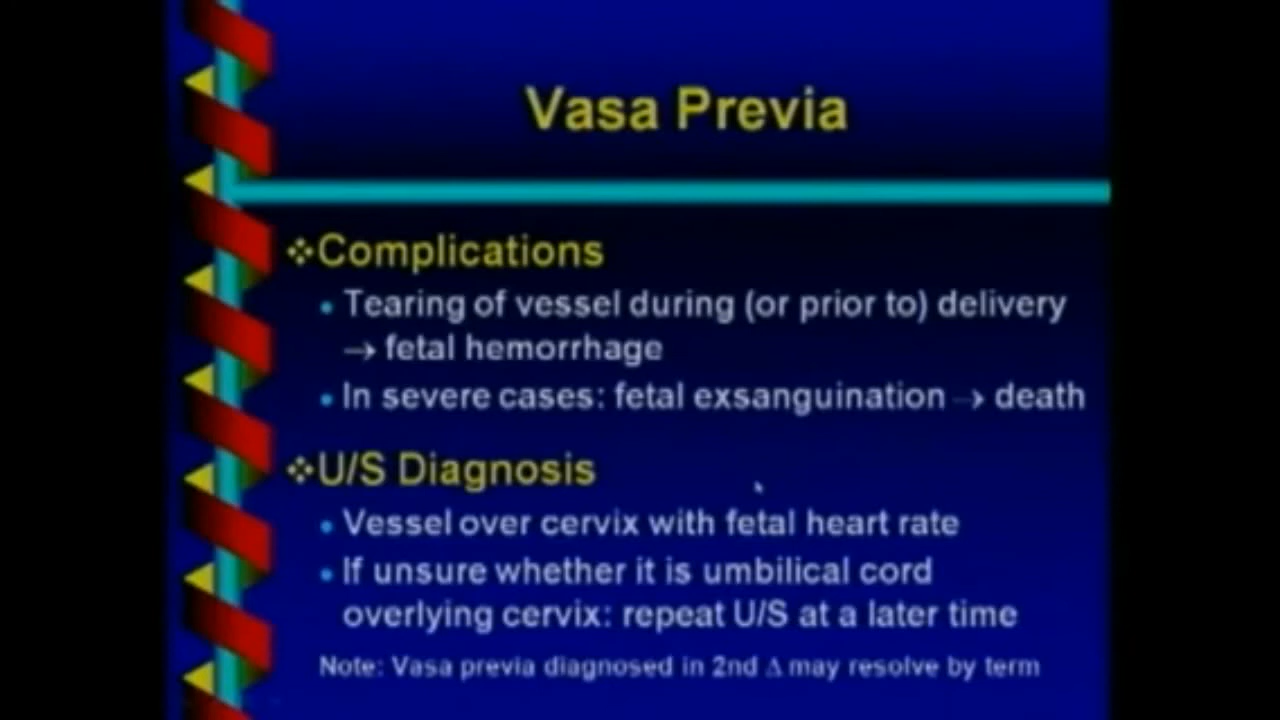 Vasa Previa
❖Complications
• Tearing of vessel during (or prior to) delivery
→ fetal hemorrhage
• In severe cases: fetal exsanguination → death
❖U/S Diagnosis
• Vessel over cervix with fetal heart rate
• If unsure whether it is umbilical cord
overlying cervix: repeat U/S at a later time
Note: Vasa previa diagnosed in 2nd Δ may resolve by term